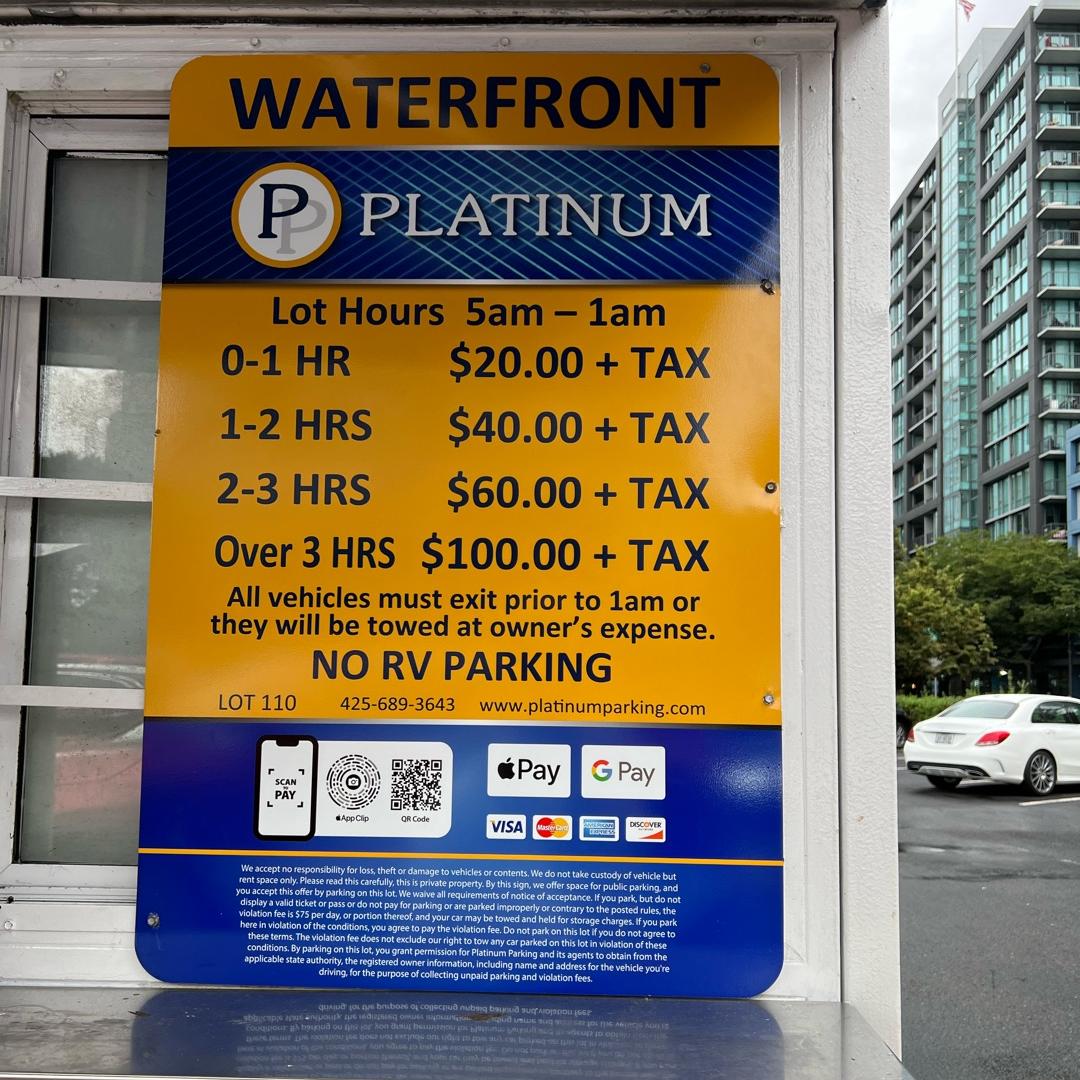 WATERFRONT
PP PLATINUM
Lot Hours 5am – 1am
0-1 HR $20.00 + TAX
1-2 HRS $40.00 + TAX
2-3 HRS $60.00 + TAX
Over 3 HRS $100.00 + TAX
All vehicles must exit prior to 1am or
they will be towed at owner's expense.
NO RV PARKING
LOT 110 425-689-3643 www.platinumparking.com
SCAN TO PAY
App Clip
QR Code
Pay G Pay
VISA MasterCard AMERICAN EXPRESS DISCOVER
We accept no responsibility for loss, theft or damage to vehicles or contents. We do not take custody of vehicle but
rent space only. Please read this carefully, this is private property. By this sign, we offer space for public parking, and
you accept this offer by parking on this lot. We waive all requirements of notice of acceptance. If you park, but do not
display a valid ticket or pass or do not pay for parking or are parked improperly or contrary to the posted rules, the
violation fee is $75 per day, or portion thereof, and your car may be towed and held for storage charges. If you park
here in violation of the conditions, you agree to pay the violation fee. Do not park on this lot if you do not agree to
these terms. The violation fee does not exclude our right to tow any car parked on this lot in violation of these
conditions. By parking on this lot, you grant permission for Platinum Parking and its agents to obtain from the
applicable state authority, the registered owner information, including name and address for the vehicle you're
driving, for the purpose of collecting unpaid parking and violation fees.